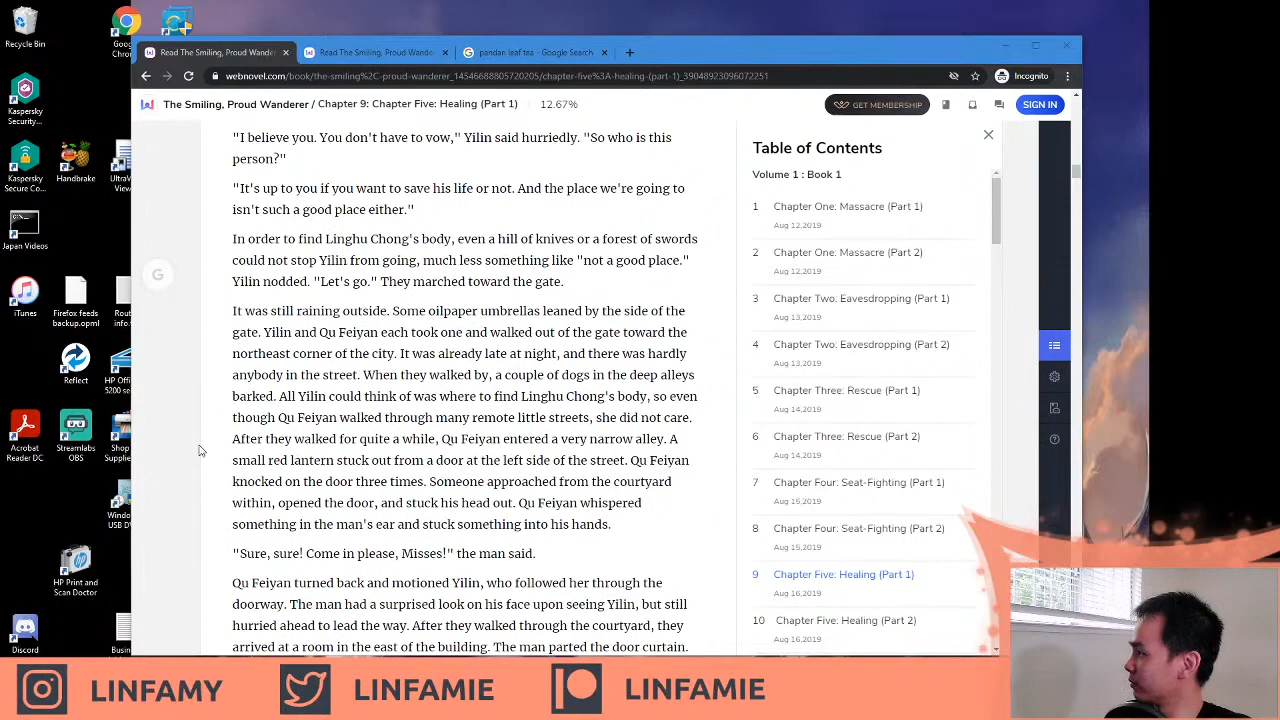 Recycle Bin
Google Chrome
Read The Smiling, Proud Wander
Read The Smiling, Proud Wande
pandan leaf tea - Google Search
webnovel.com/book/the-smiling%2C-proud-wanderer_14546688805720205/chapter-five%3A-healing-(part-1)_39048923096072251
Incognito
The Smiling, Proud Wanderer / Chapter 9: Chapter Five: Healing (Part 1)
12.67%
GET MEMBERSHIP
SIGN IN
Kaspersky Security...
Kaspersky Secure Co...
Handbrake
UltraV
View
Japan Videos
iTunes
Firefox feeds backup.opml
Route
info.
Reflect
HP Offi
5200 se
Acrobat Reader DC
Streamlabs OBS
Shop
Supplie
Windo
USB DV
HP Print and Scan Doctor
Discord
Busin
G
"I believe you. You don't have to vow," Yilin said hurriedly. "So who is this
person?"
"It's up to you if you want to save his life or not. And the place we're going to
isn't such a good place either."
In order to find Linghu Chong's body, even a hill of knives or a forest of swords
could not stop Yilin from going, much less something like "not a good place."
Yilin nodded. "Let's go." They marched toward the gate.
It was still raining outside. Some oilpaper umbrellas leaned by the side of the
gate. Yilin and Qu Feiyan each took one and walked out of the gate toward the
northeast corner of the city. It was already late at night, and there was hardly
anybody in the street. When they walked by, a couple of dogs in the deep alleys
barked. All Yilin could think of was where to find Linghu Chong's body, so even
though Qu Feiyan walked through many remote little streets, she did not care.
After they walked for quite a while, Qu Feiyan entered a very narrow alley. A
small red lantern stuck out from a door at the left side of the street. Qu Feiyan
knocked on the door three times. Someone approached from the courtyard
within, opened the door, and stuck his head out. Qu Feiyan whispered
something in the man's ear and stuck something into his hands.
"Sure, sure! Come in please, Misses!" the man said.
Qu Feiyan turned back and motioned Yilin, who followed her through the
doorway. The man had a surprised look on his face upon seeing Yilin, but still
hurried ahead to lead the way. After they walked through the courtyard, they
arrived at a room in the east of the building. The man parted the door curtain.
Table of Contents
Volume 1 : Book 1
1 Chapter One: Massacre (Part 1)
Aug 12,2019
2 Chapter One: Massacre (Part 2)
Aug 12,2019
3 Chapter Two: Eavesdropping (Part 1)
Aug 13,2019
4 Chapter Two: Eavesdropping (Part 2)
Aug 13,2019
5 Chapter Three: Rescue (Part 1)
Aug 14,2019
6 Chapter Three: Rescue (Part 2)
Aug 14,2019
7 Chapter Four: Seat-Fighting (Part 1)
Aug 15,2019
8 Chapter Four: Seat-Fighting (Part 2)
Aug 15,2019
9 Chapter Five: Healing (Part 1)
Aug 16,2019
10 Chapter Five: Healing (Part 2)
Aug 16,2019
LINFAMY
LINFAMIE
LINFAMIE